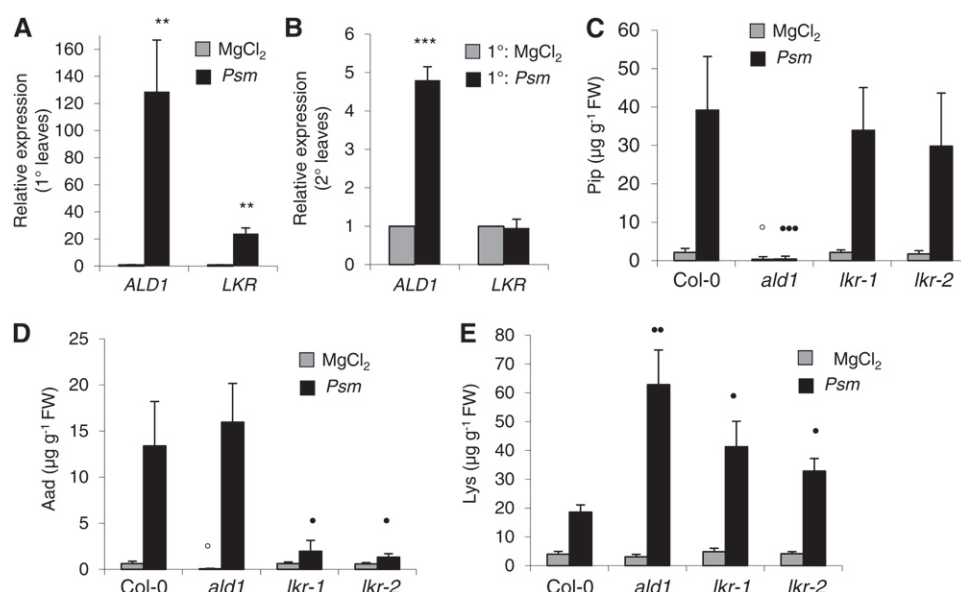 A
Relative expression
(1° leaves)
160
140
120
100
80
60
40
20
0
**
**
MgCl₂
Psm
ALD1 LKR
B
Relative expression
(2° leaves)
6
5
4
3
2
1
0
***
1°: MgCl₂
1°: Psm
ALD1 LKR
C
Pip (µg g⁻¹ FW)
60
50
40
30
20
10
0
MgCl₂
Psm
○ ●●●
Col-0 ald1 lkr-1 lkr-2
D
Aad (µg g⁻¹ FW)
25
20
15
10
5
0
MgCl₂
Psm
○ ● ●
Col-0 ald1 lkr-1 lkr-2
E
Lys (µg g⁻¹ FW)
80
70
60
50
40
30
20
10
0
●●
●
●
MgCl₂
Psm
Col-0 ald1 lkr-1 lkr-2